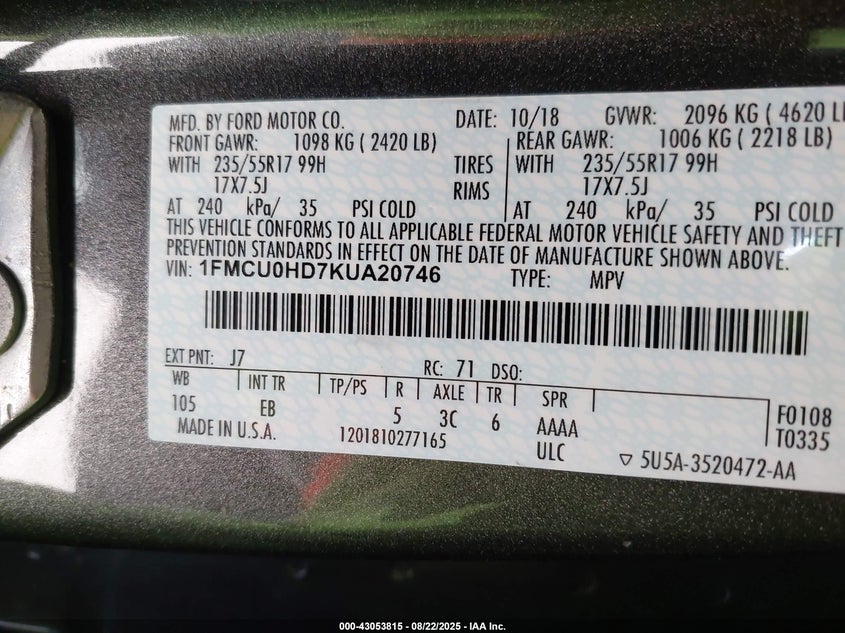 MFD. BY FORD MOTOR CO. DATE: 10/18 GVWR: 2096 KG ( 4620 L
FRONT GAWR: 1098 KG ( 2420 LB) REAR GAWR: 1006 KG ( 2218 LB)
WITH 235/55R17 99H TIRES WITH 235/55R17 99H
17X7.5J RIMS 17X7.5J
AT 240 kPa/ 35 PSI COLD AT 240 kPa/ 35 PSI COLD
THIS VEHICLE CONFORMS TO ALL APPLICABLE FEDERAL MOTOR VEHICLE SAFETY AND THEFT
PREVENTION STANDARDS IN EFFECT ON THE DATE OF MANUFACTURE SHOWN ABOVE.
VIN: 1FMCU0HD7KUA20746 TYPE: MPV
EXT PNT: J7 RC: 71 DSO:
WB INT TR TP/PS R AXLE TR SPR
105 EB 5 3C 6 AAAA F0108
MADE IN U.S.A. 1201810277165 ULC T0335
▽ 5U5A-3520472-AA
000-43053815 - 08/22/2025 - IAA Inc.